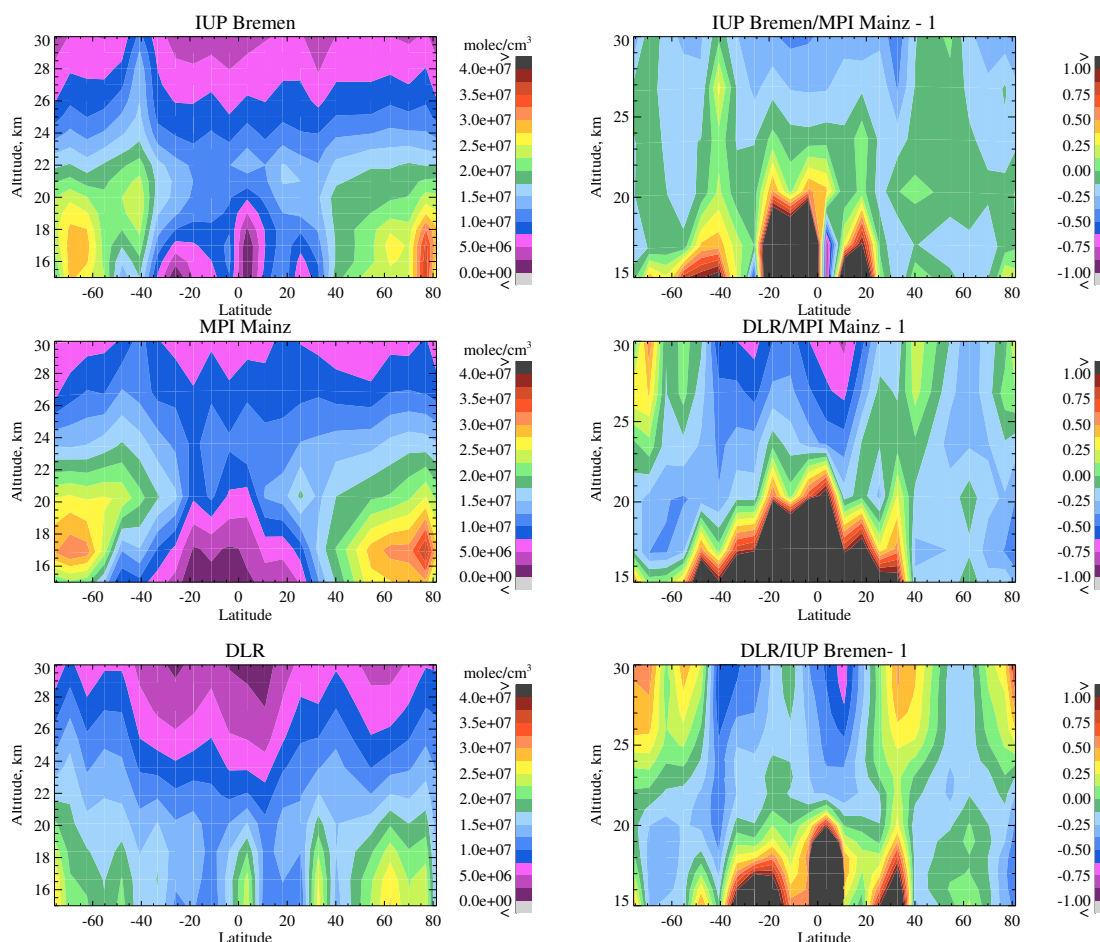 IUP Bremen
30
28
26
24
22
20
18
16
Altitude, km
-60 -40 -20 0 20 40 60 80
Latitude
molec/cm³
>
4.0e+07
3.5e+07
3.0e+07
2.5e+07
2.0e+07
1.5e+07
1.0e+07
5.0e+06
0.0e+00
<
IUP Bremen/MPI Mainz - 1
30
25
20
15
Altitude, km
-60 -40 -20 0 20 40 60 80
Latitude
>
1.00
0.75
0.50
0.25
0.00
-0.25
-0.50
-0.75
-1.00
<
MPI Mainz
30
28
26
24
22
20
18
16
Altitude, km
-60 -40 -20 0 20 40 60 80
Latitude
molec/cm³
>
4.0e+07
3.5e+07
3.0e+07
2.5e+07
2.0e+07
1.5e+07
1.0e+07
5.0e+06
0.0e+00
<
DLR/MPI Mainz - 1
30
25
20
15
Altitude, km
-60 -40 -20 0 20 40 60 80
Latitude
>
1.00
0.75
0.50
0.25
0.00
-0.25
-0.50
-0.75
-1.00
<
DLR
30
28
26
24
22
20
18
16
Altitude, km
-60 -40 -20 0 20 40 60 80
Latitude
molec/cm³
>
4.0e+07
3.5e+07
3.0e+07
2.5e+07
2.0e+07
1.5e+07
1.0e+07
5.0e+06
0.0e+00
<
DLR/IUP Bremen- 1
30
25
20
15
Altitude, km
-60 -40 -20 0 20 40 60 80
Latitude
>
1.00
0.75
0.50
0.25
0.00
-0.25
-0.50
-0.75
-1.00
<